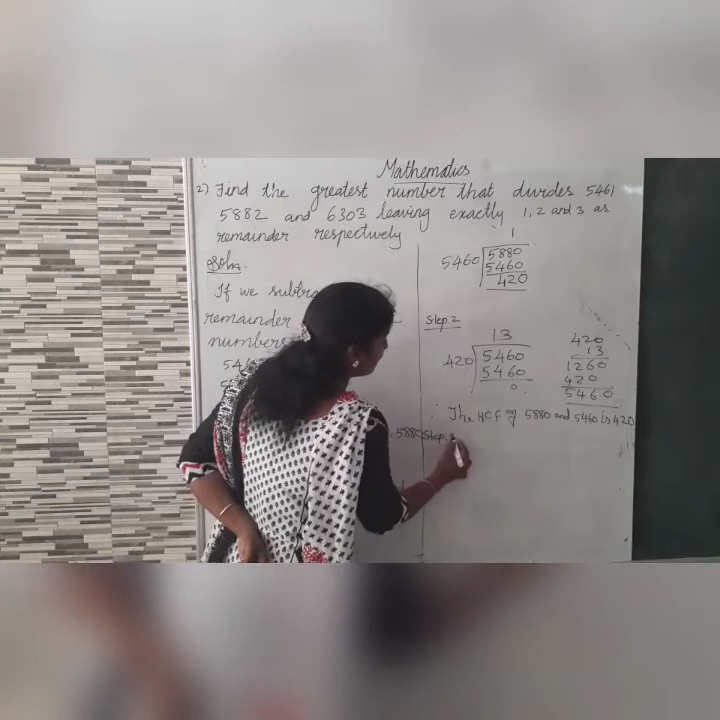 Mathematics
2) Find the greatest number that divides 5461
5882 and 6303 leaving exactly 1, 2 and 3 as
remainder respectively
Soln.
If we
remainder
numbers
1
5460 5880
5460
420
Step 2
13
420 5460
5460
0
420
13
1260
420
5460
∴ The HCF of 5880 and 5460 is 420
5880
Step